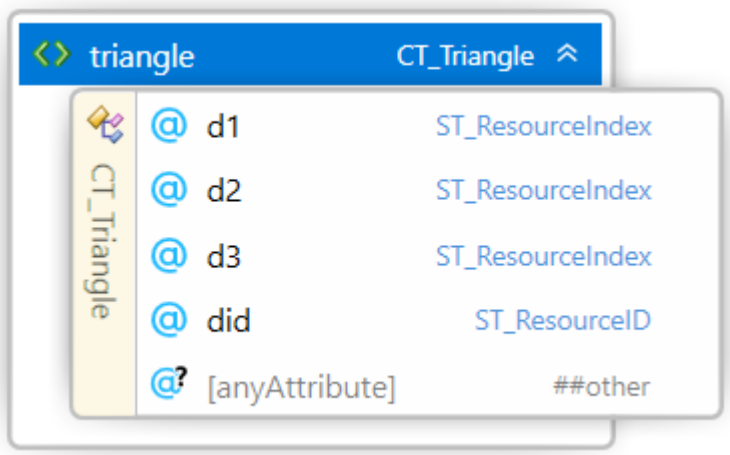 triangle CT_Triangle
CT_Triangle
@ d1 ST_ResourceIndex
@ d2 ST_ResourceIndex
@ d3 ST_ResourceIndex
@ did ST_ResourceID
@? [anyAttribute] ##other